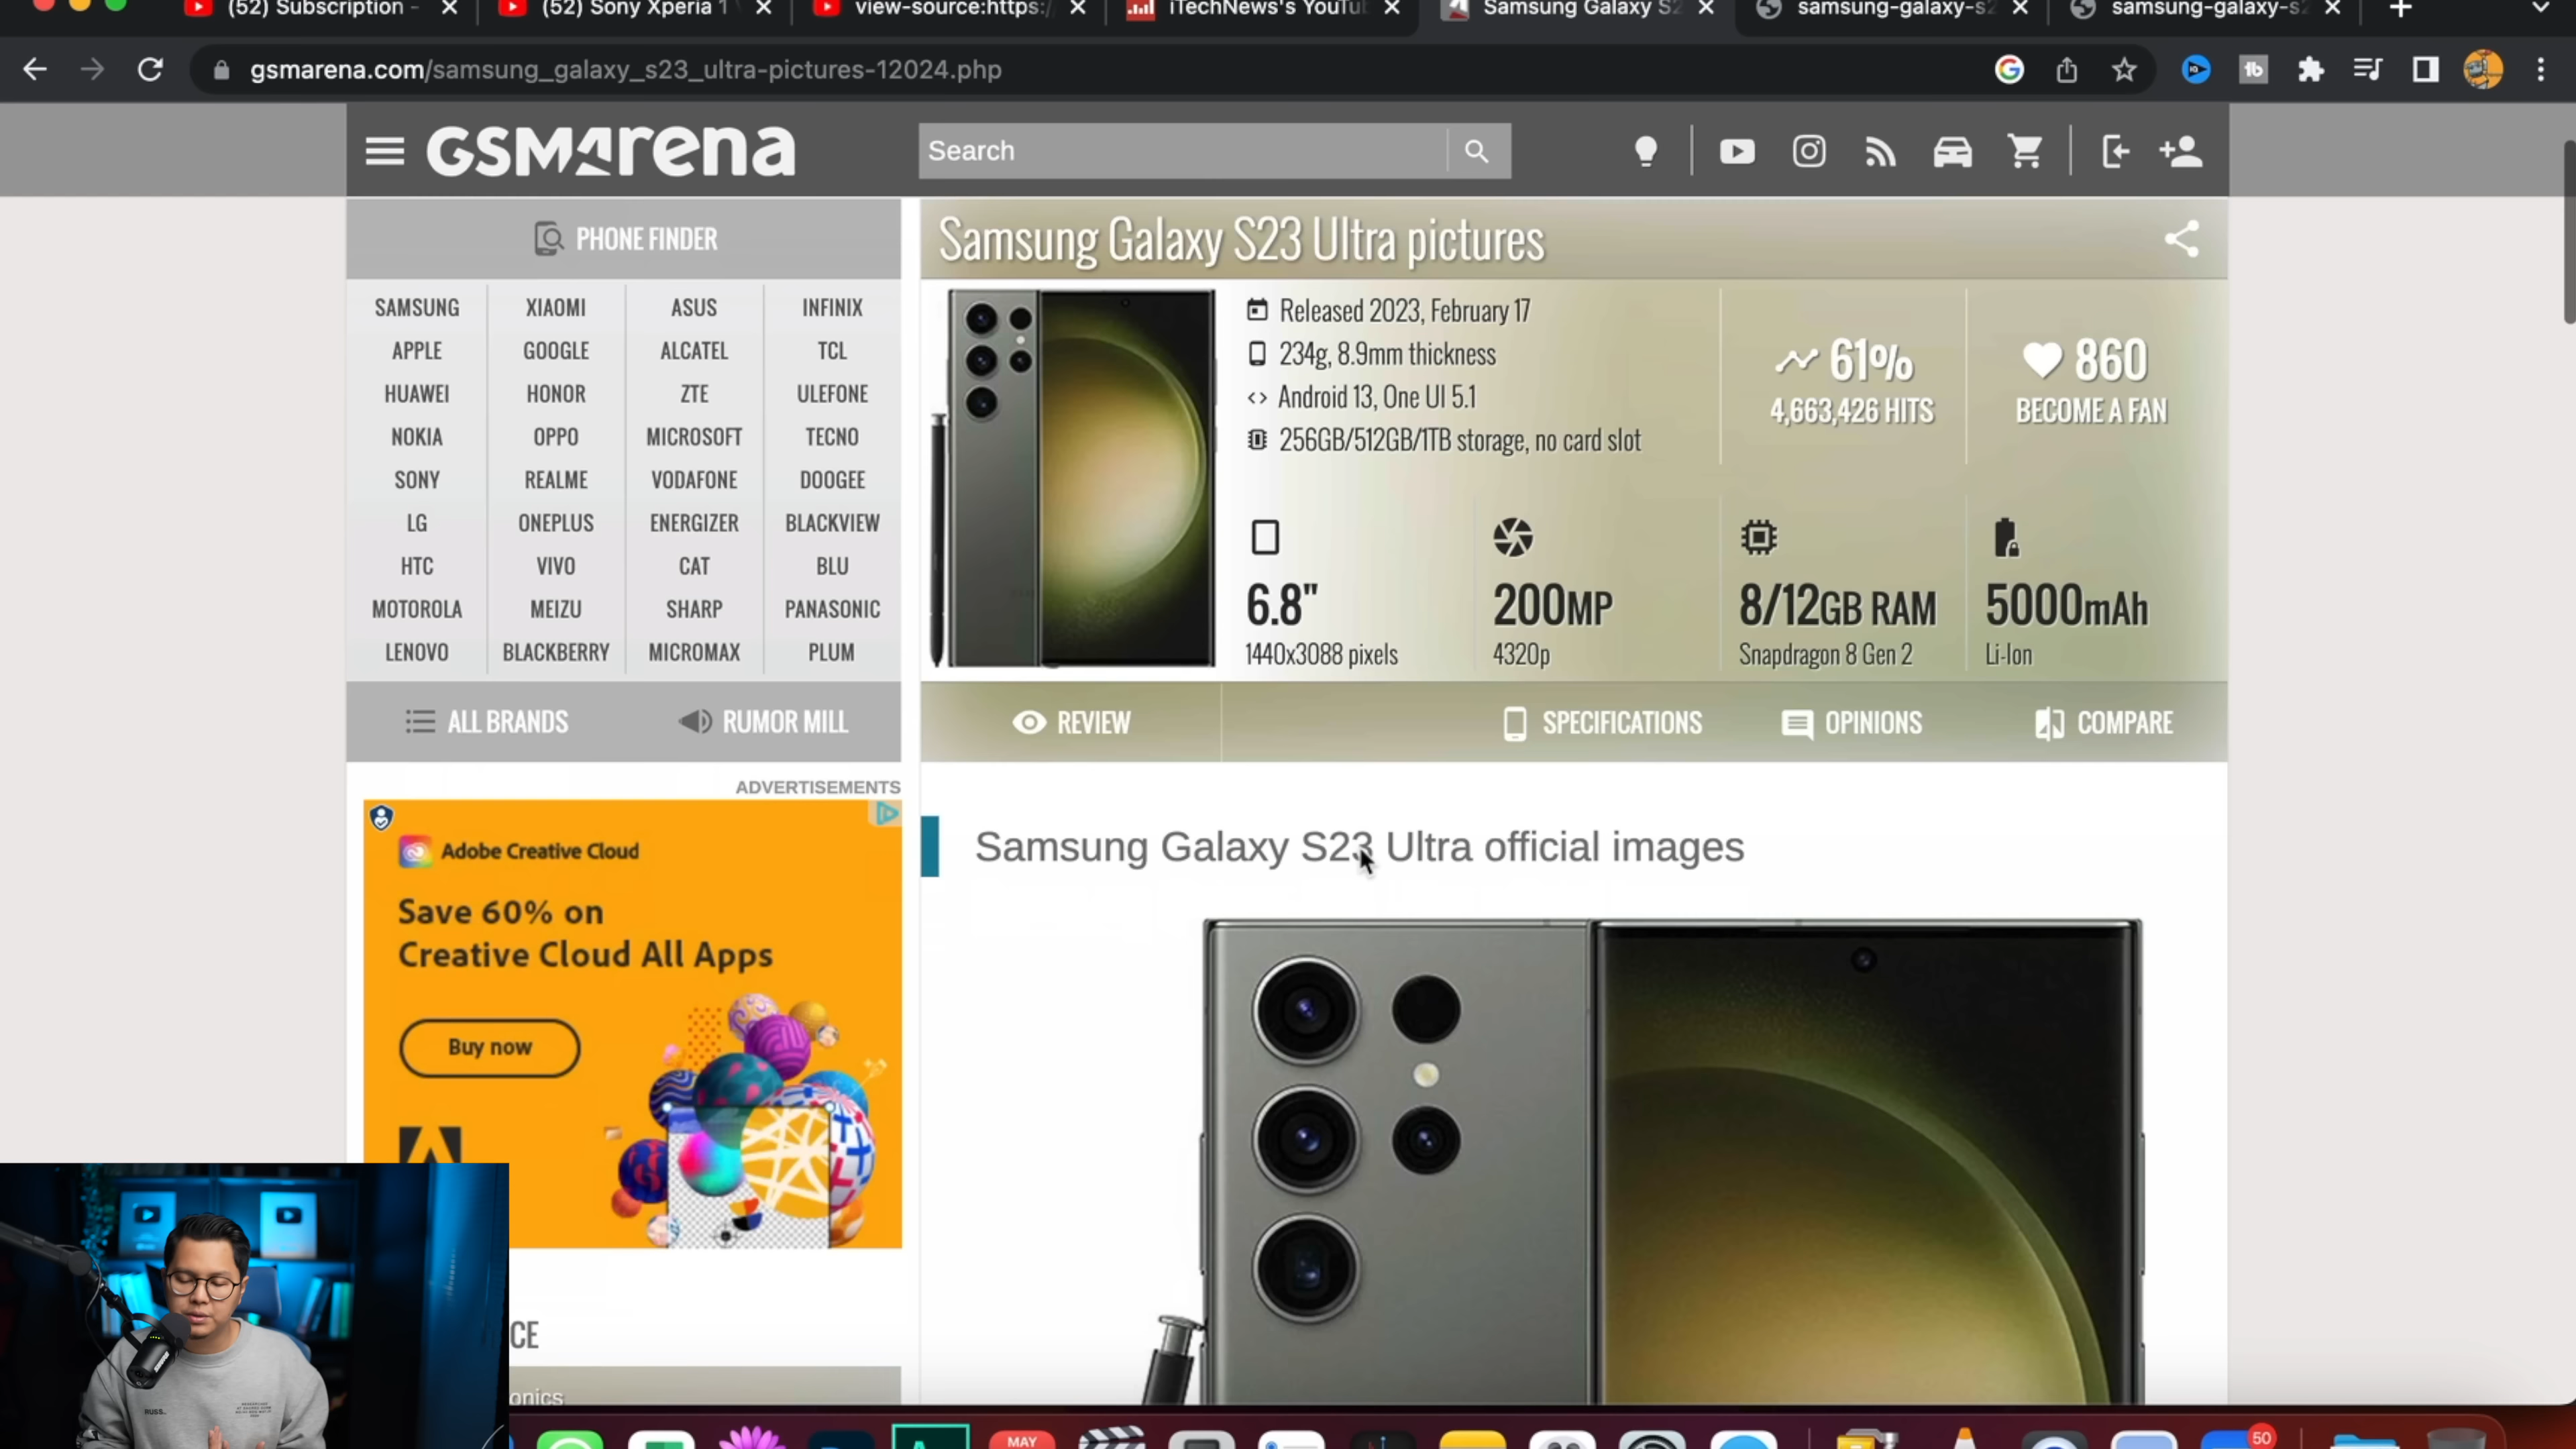 (52) Subscription -
(52) Sony Xperia 1
view-source:https:/
iTechNews's YouTu
Samsung Galaxy S2
samsung-galaxy-s2
samsung-galaxy-s2
gsmarena.com/samsung_galaxy_s23_ultra-pictures-12024.php
GSMArena
Search
PHONE FINDER
SAMSUNG XIAOMI ASUS INFINIX
APPLE GOOGLE ALCATEL TCL
HUAWEI HONOR ZTE ULEFONE
NOKIA OPPO MICROSOFT TECNO
SONY REALME VODAFONE DOOGEE
LG ONEPLUS ENERGIZER BLACKVIEW
HTC VIVO CAT BLU
MOTOROLA MEIZU SHARP PANASONIC
LENOVO BLACKBERRY MICROMAX PLUM
ALL BRANDS RUMOR MILL
Samsung Galaxy S23 Ultra pictures
Released 2023, February 17
234g, 8.9mm thickness
Android 13, One UI 5.1
256GB/512GB/1TB storage, no card slot
61%
4,663,426 HITS
860
BECOME A FAN
6.8"
1440x3088 pixels
200MP
4320p
8/12GB RAM
Snapdragon 8 Gen 2
5000mAh
Li-Ion
REVIEW SPECIFICATIONS OPINIONS COMPARE
ADVERTISEMENTS
Adobe Creative Cloud
Save 60% on
Creative Cloud All Apps
Buy now
Samsung Galaxy S23 Ultra official images
CE
onics
RUSS.
MAY
50